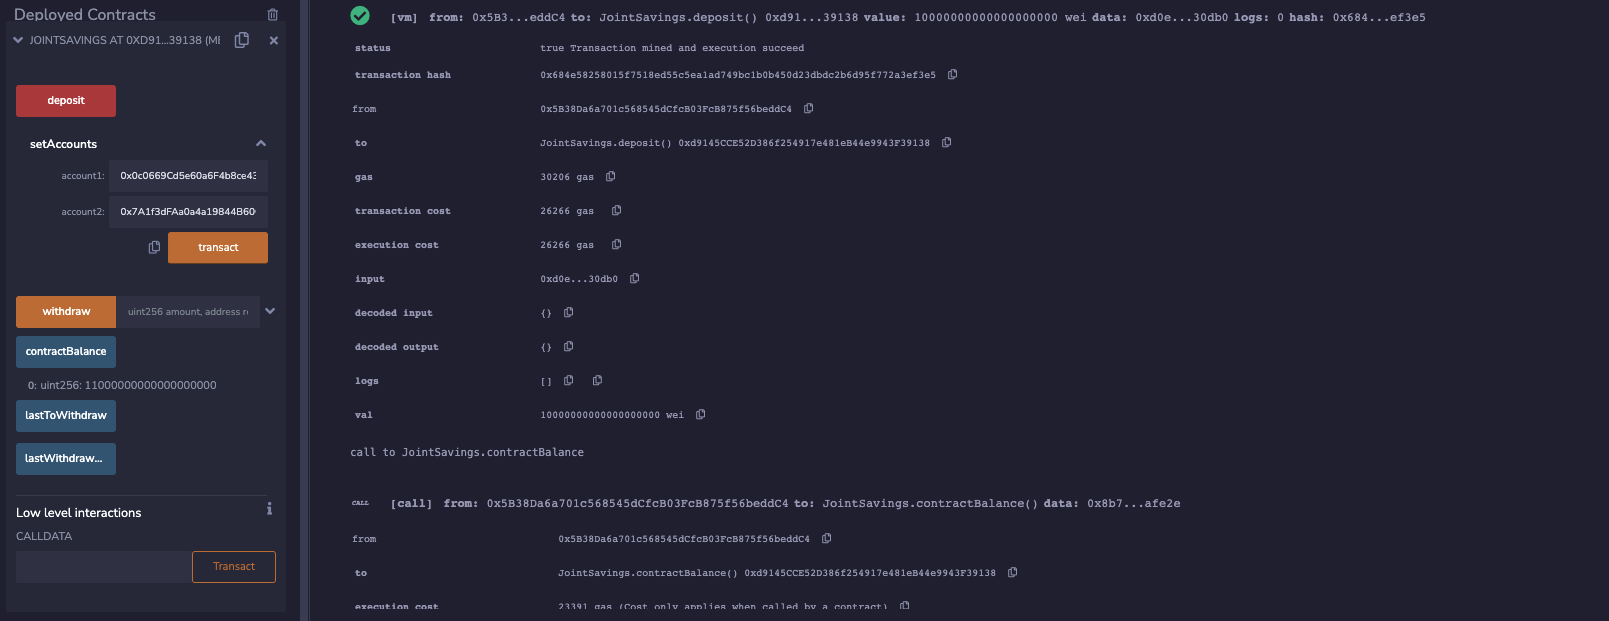 Deployed Contracts
JOINTSAVINGS AT 0XD91...39138 (ME
deposit
setAccounts
account1: 0x0c0669Cd5e60a6F4b8ce43
account2: 0x7A1f3dFAa0a4a19844B60
transact
withdraw uint256 amount, address re
contractBalance
0: uint256: 11000000000000000000
lastToWithdraw
lastWithdraw...
Low level interactions
CALLDATA
Transact
[vm] from: 0x5B3...eddC4 to: JointSavings.deposit() 0xd91...39138 value: 10000000000000000000 wei data: 0xd0e...30db0 logs: 0 hash: 0x684...ef3e5
status true Transaction mined and execution succeed
transaction hash 0x684e58258015f7518ed55c5ea1ad749bc1b0b450d23dbdc2b6d95f772a3ef3e5
from 0x5B38Da6a701c568545dCfcB03FcB875f56beddC4
to JointSavings.deposit() 0xd9145CCE52D386f254917e481eB44e9943F39138
gas 30206 gas
transaction cost 26266 gas
execution cost 26266 gas
input 0xd0e...30db0
decoded input {}
decoded output {}
logs []
val 10000000000000000000 wei
call to JointSavings.contractBalance
CALL [call] from: 0x5B38Da6a701c568545dCfcB03FcB875f56beddC4 to: JointSavings.contractBalance() data: 0x8b7...afe2e
from 0x5B38Da6a701c568545dCfcB03FcB875f56beddC4
to JointSavings.contractBalance() 0xd9145CCE52D386f254917e481eB44e9943F39138
execution cost 23391 gas (Cost only applies when called by a contract)